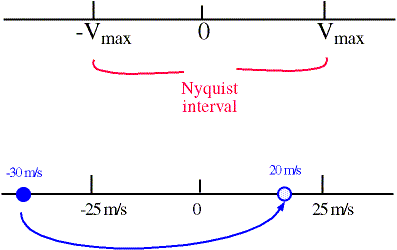 -Vmax 0 Vmax
Nyquist
interval
-30 m/s 20 m/s
-25 m/s 0 25 m/s